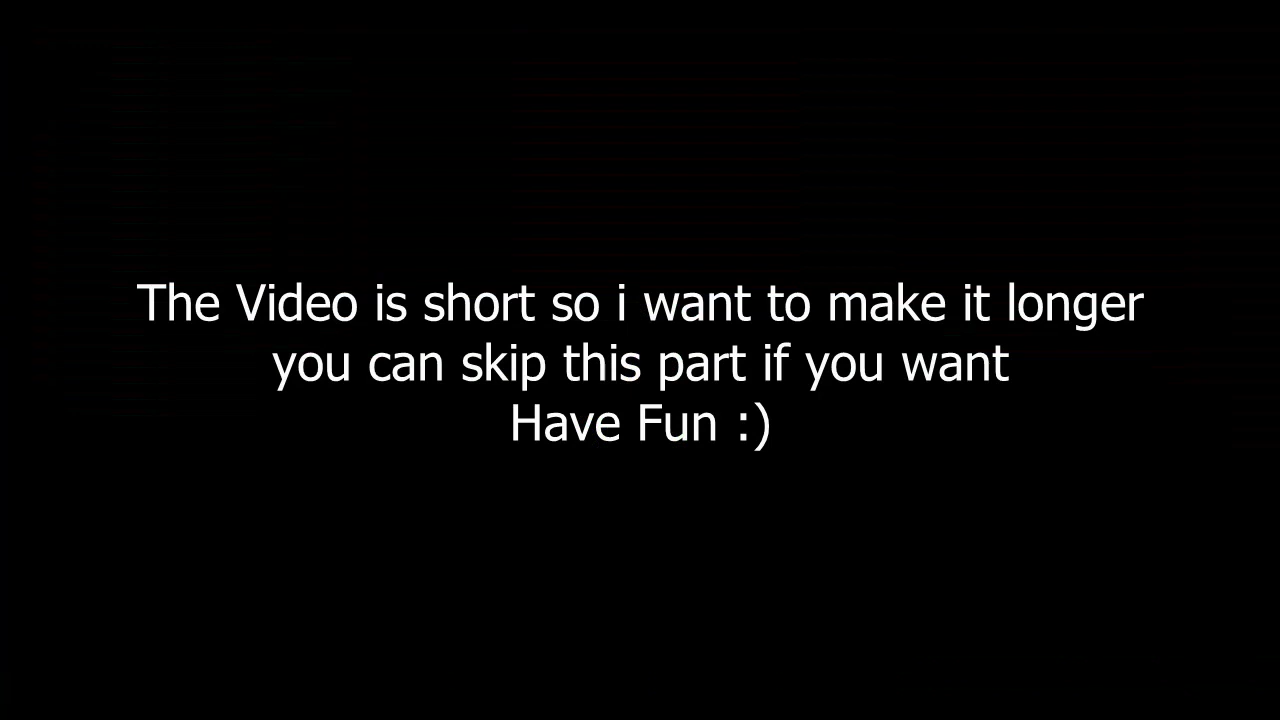 The Video is short so i want to make it longer
you can skip this part if you want
Have Fun :)